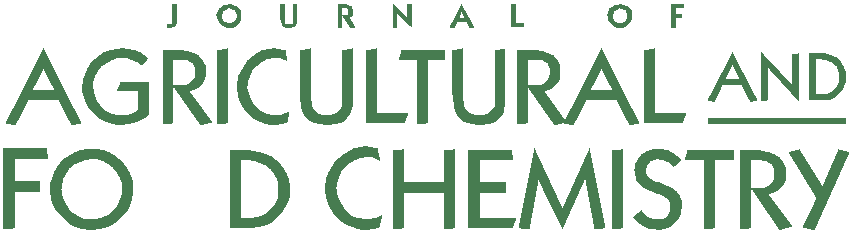 JOURNAL OF
AGRICULTURAL AND
FO D CHEMISTRY